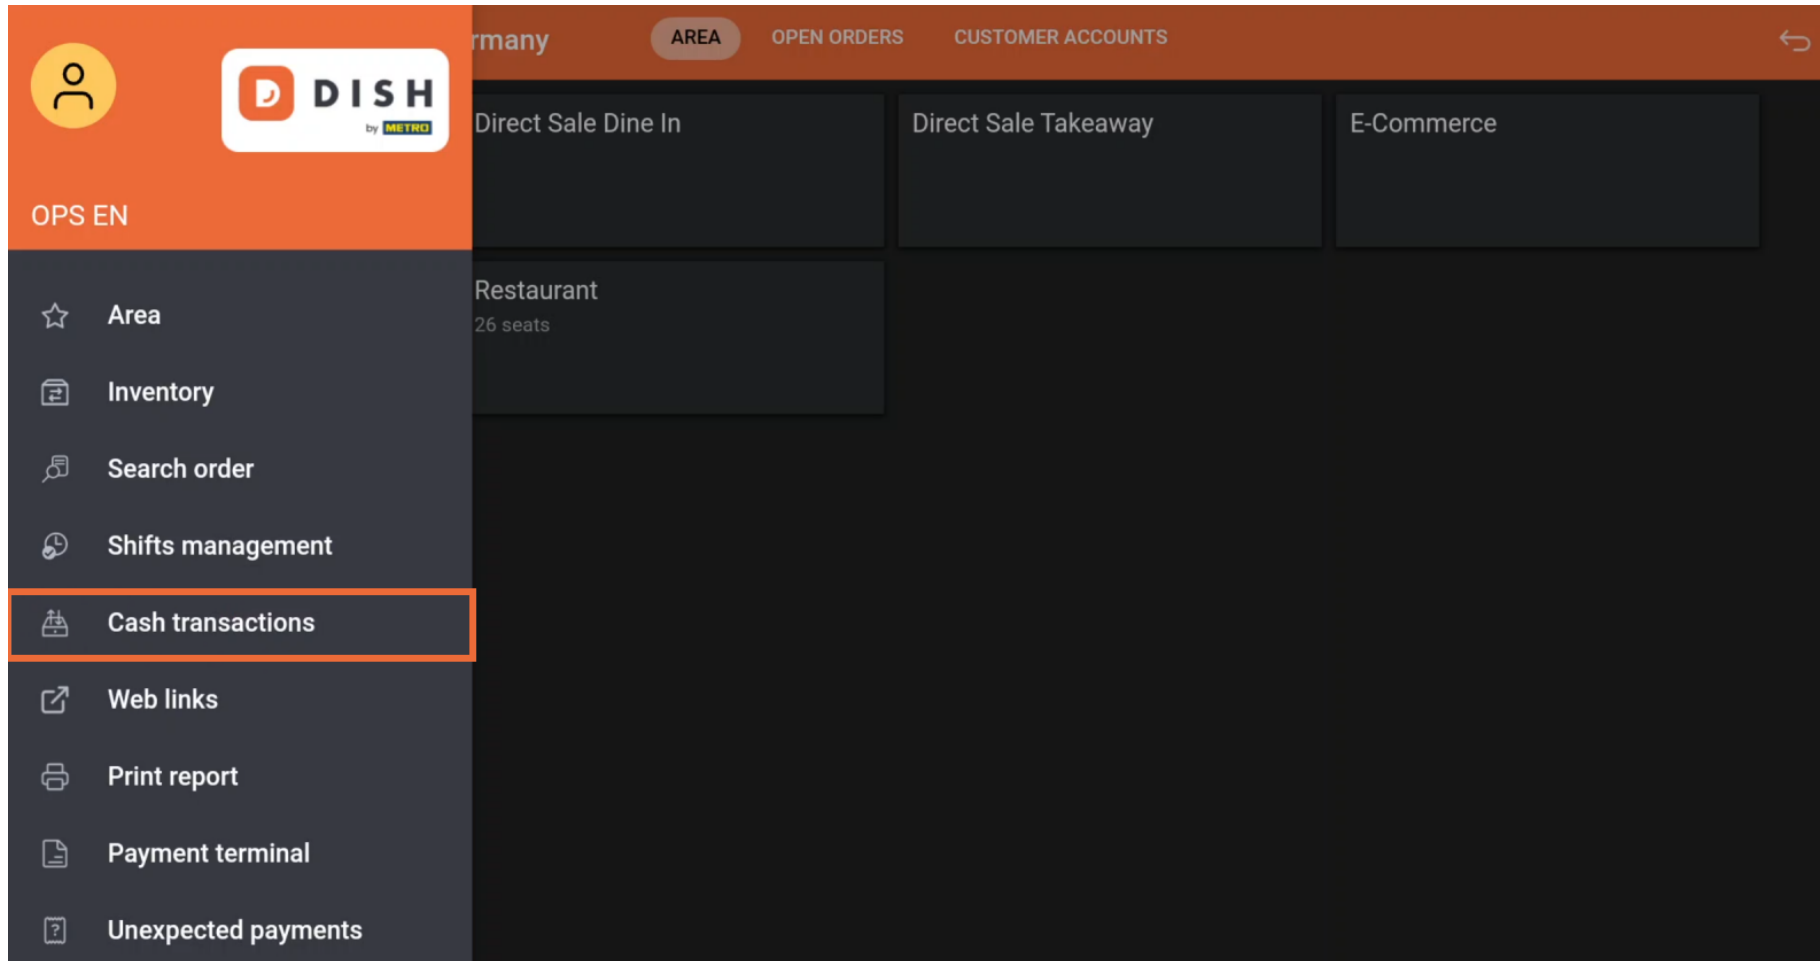 DISH
by METRO
OPS EN
Area
Inventory
Search order
Shifts management
Cash transactions
Web links
Print report
Payment terminal
Unexpected payments
rmany
AREA
OPEN ORDERS
CUSTOMER ACCOUNTS
Direct Sale Dine In
Direct Sale Takeaway
E-Commerce
Restaurant
26 seats